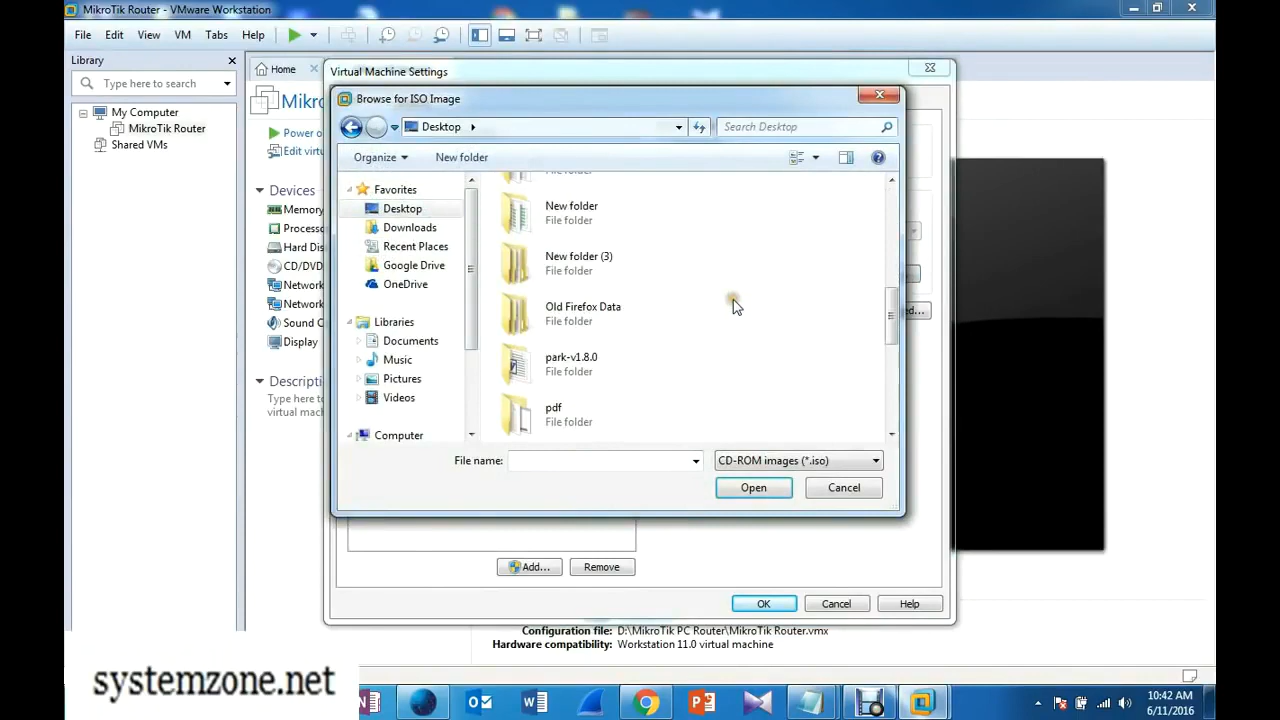 MikroTik Router - VMware Workstation
File Edit View VM Tabs Help
Library
Type here to search
My Computer
MikroTik Router
Shared VMs
Home
Mikro
Power o
Edit virtu
Devices
Memory
Processo
Hard Dis
CD/DVD
Network
Network
Sound C
Display
Descripti
Type here t
virtual mach
Virtual Machine Settings
Browse for ISO Image
Desktop
Search Desktop
Organize
New folder
Favorites
Desktop
Downloads
Recent Places
Google Drive
OneDrive
Libraries
Documents
Music
Pictures
Videos
Computer
File folder
New folder
File folder
New folder (3)
File folder
Old Firefox Data
File folder
park-v1.8.0
File folder
pdf
File folder
File name:
CD-ROM images (*.iso)
Open Cancel
d...
Add... Remove
OK Cancel Help
Configuration file: D:\MikroTik PC Router\MikroTik Router.vmx
Hardware compatibility: Workstation 11.0 virtual machine
systemzone.net
10:42 AM
6/11/2016